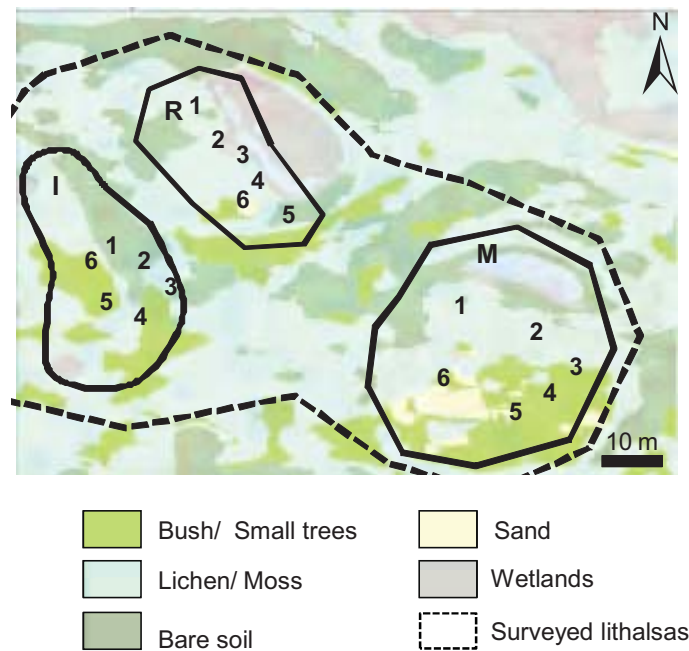 N
R 1
2
3
4
6
5
I
1
6 2
3
5
4
M
1
2
3
6
4
5
10 m
Bush/ Small trees
Sand
Lichen/ Moss
Wetlands
Bare soil
Surveyed lithalsas